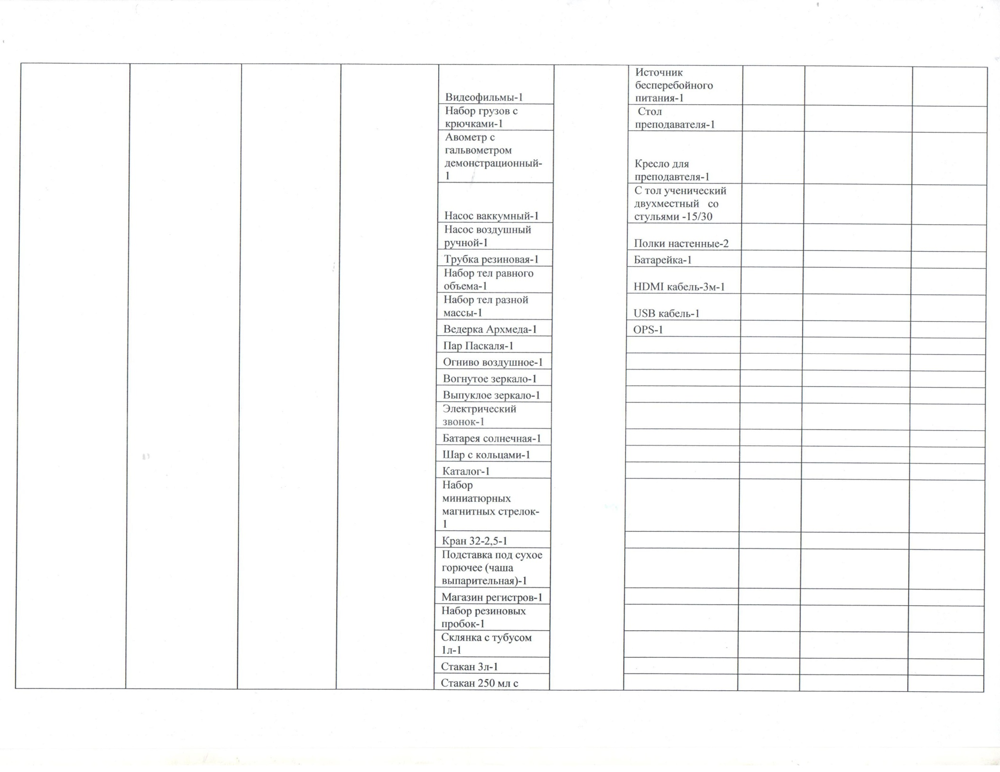 Видеофильмы-1
Источник
бесперебойного
питания-1
Набор грузов с
крючками-1
Стол
преподавателя-1
Авометр с
гальвометром
демонстрационный-
1
Кресло для
преподавтеля-1
Насос ваккумный-1
С тол ученический
двухместный со
стульями -15/30
Насос воздушный
ручной-1
Полки настенные-2
Трубка резиновая-1
Батарейка-1
Набор тел равного
объема-1
HDMI кабель-3м-1
Набор тел разной
массы-1
USB кабель-1
Ведерка Архмеда-1
OPS-1
Пар Паскаля-1
Огниво воздушное-1
Вогнутое зеркало-1
Выпуклое зеркало-1
Электрический
звонок-1
Батарея солнечная-1
Шар с кольцами-1
Каталог-1
Набор
миниатюрных
магнитных стрелок-
1
Кран 32-2,5-1
Подставка под сухое
горючее (чаша
выпарительная)-1
Магазин регистров-1
Набор резиновых
пробок-1
Склянка с тубусом
1л-1
Стакан 3л-1
Стакан 250 мл с